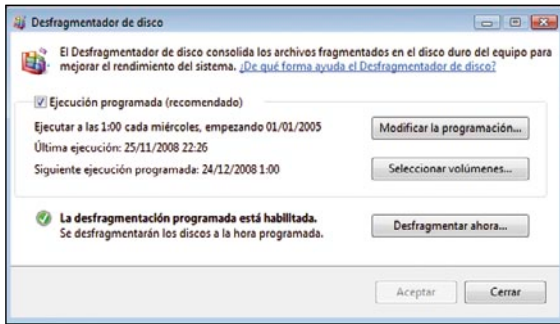 Desfragmentador de disco
El Desfragmentador de disco consolida los archivos fragmentados en el disco duro del equipo para
mejorar el rendimiento del sistema. ¿De qué forma ayuda el Desfragmentador de disco?
Ejecución programada (recomendado)
Ejecutar a las 1:00 cada miércoles, empezando 01/01/2005
Modificar la programación...
Última ejecución: 25/11/2008 22:26
Siguiente ejecución programada: 24/12/2008 1:00
Seleccionar volúmenes...
La desfragmentación programada está habilitada.
Se desfragmentarán los discos a la hora programada.
Desfragmentar ahora...
Aceptar
Cerrar